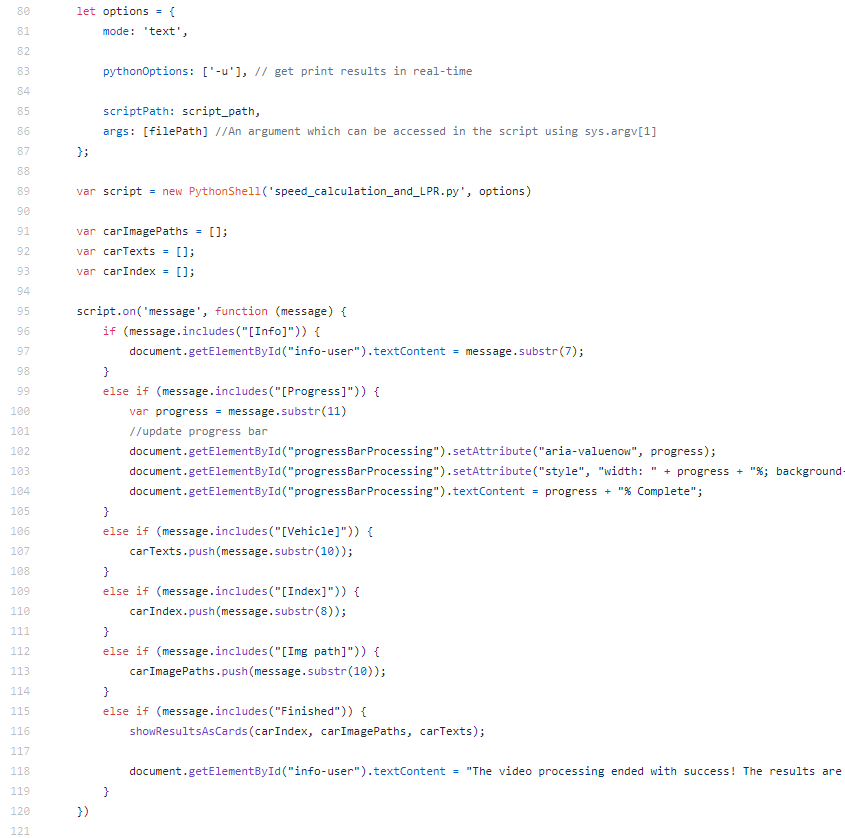 80 let options = {
81 mode: 'text',
82
83 pythonOptions: ['-u'], // get print results in real-time
84
85 scriptPath: script_path,
86 args: [filePath] //An argument which can be accessed in the script using sys.argv[1]
87 };
88
89 var script = new PythonShell('speed_calculation_and_LPR.py', options)
90
91 var carImagePaths = [];
92 var carTexts = [];
93 var carIndex = [];
94
95 script.on('message', function (message) {
96 if (message.includes("[Info]")) {
97 document.getElementById("info-user").textContent = message.substr(7);
98 }
99 else if (message.includes("[Progress]")) {
100 var progress = message.substr(11)
101 //update progress bar
102 document.getElementById("progressBarProcessing").setAttribute("aria-valuenow", progress);
103 document.getElementById("progressBarProcessing").setAttribute("style", "width: " + progress + "%; background-
104 document.getElementById("progressBarProcessing").textContent = progress + "% Complete";
105 }
106 else if (message.includes("[Vehicle]")) {
107 carTexts.push(message.substr(10));
108 }
109 else if (message.includes("[Index]")) {
110 carIndex.push(message.substr(8));
111 }
112 else if (message.includes("[Img path]")) {
113 carImagePaths.push(message.substr(10));
114 }
115 else if (message.includes("Finished")) {
116 showResultsAsCards(carIndex, carImagePaths, carTexts);
117
118 document.getElementById("info-user").textContent = "The video processing ended with success! The results are
119 }
120 })
121